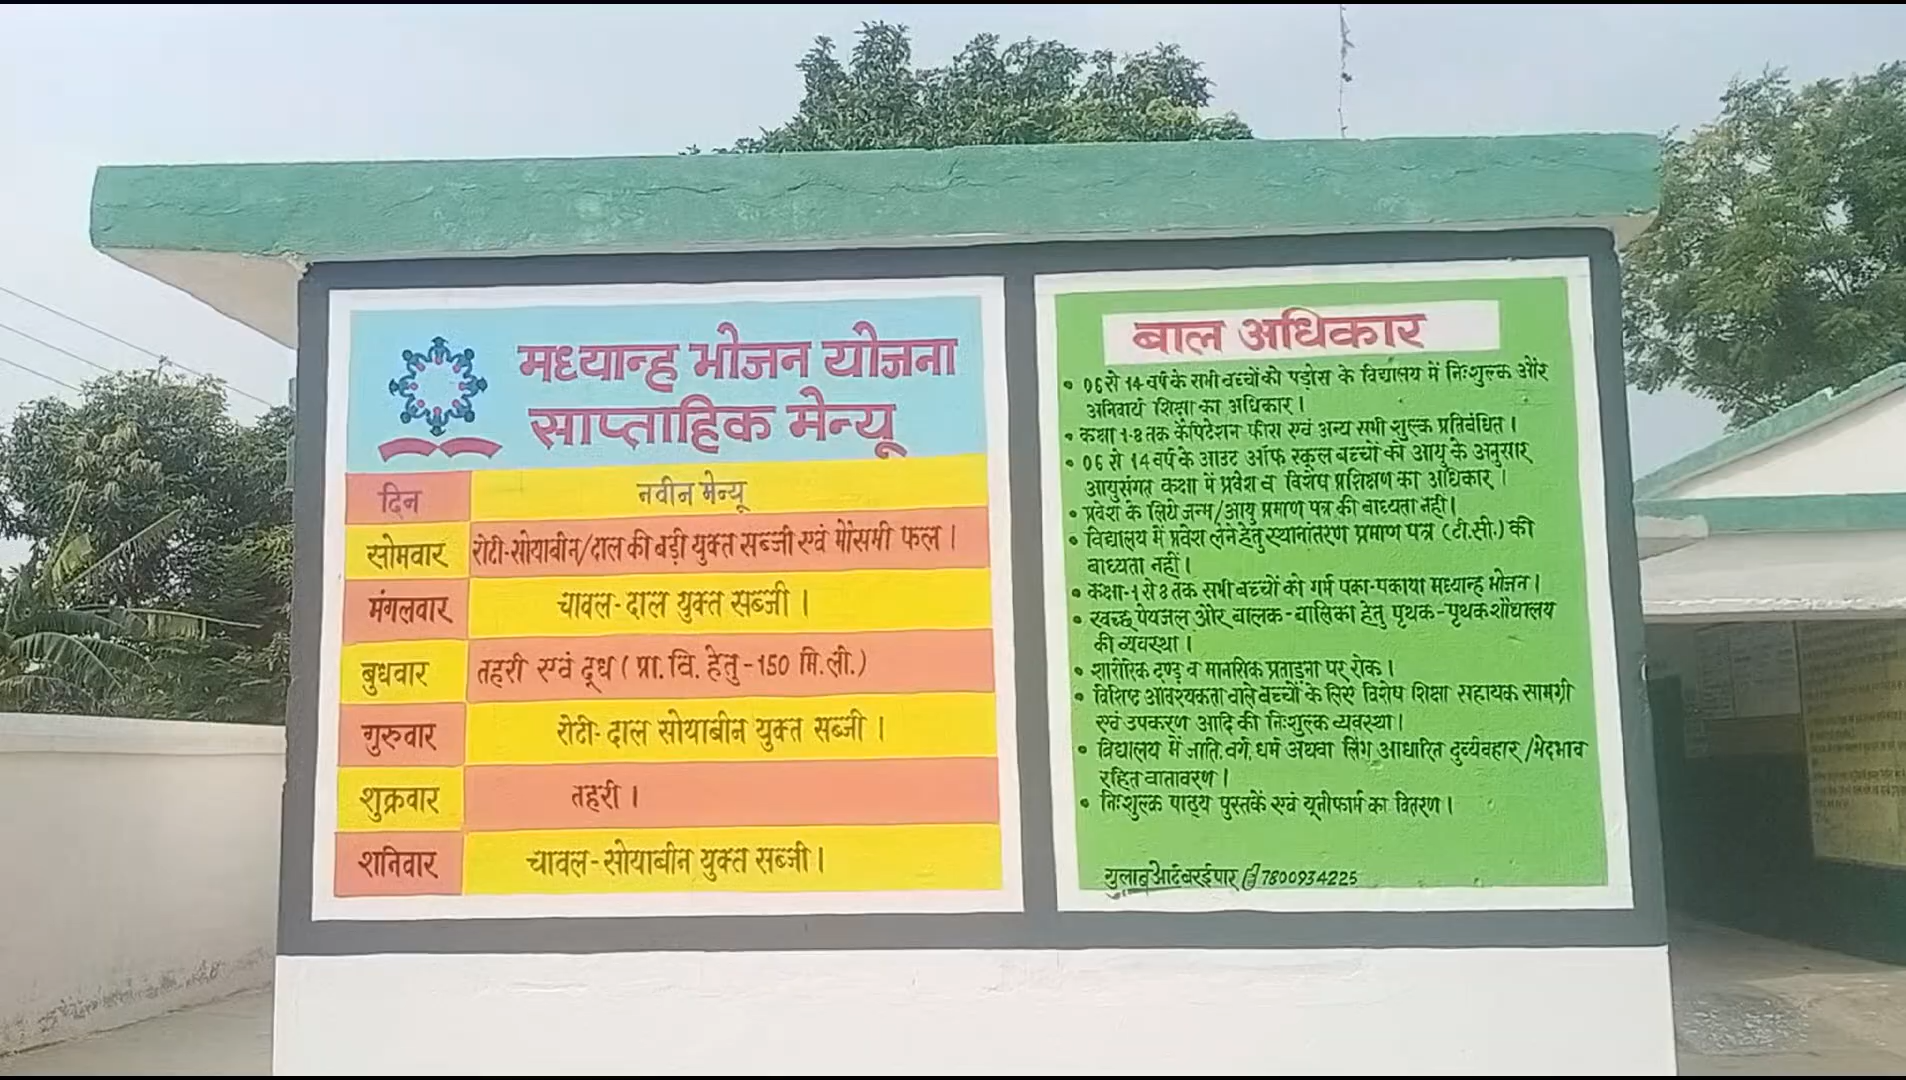 मध्यान्ह भोजन योजना
साप्ताहिक मेन्यू
दिन नवीन मेन्यू
सोमवार रोटी-सोयाबीन/दाल की बड़ी युक्त सब्जी एवं मौसमी फल।
मंगलवार चावल-दाल युक्त सब्जी।
बुधवार तहरी एवं दूध (प्रा. वि. हेतु-150 मि.ली.)
गुरुवार रोटी-दाल सोयाबीन युक्त सब्जी।
शुक्रवार तहरी।
शनिवार चावल-सोयाबीन युक्त सब्जी।
बाल अधिकार
• 06 से 14 वर्ष के सभी बच्चों को पड़ोस के विद्यालय में निःशुल्क और
अनिवार्य शिक्षा का अधिकार।
• कक्षा 1-8 तक कैपिटेशन फीस एवं अन्य सभी शुल्क प्रतिबंधित।
• 06 से 14 वर्ष के आउट ऑफ स्कूल बच्चों को आयु के अनुसार
आयुसंगत कक्षा में प्रवेश व विशेष प्रशिक्षण का अधिकार।
• प्रवेश के लिये जन्म/आयु प्रमाण पत्र की बाध्यता नहीं।
• विद्यालय में प्रवेश लेने हेतु स्थानांतरण प्रमाण पत्र (टी.सी.) की
बाध्यता नहीं।
• कक्षा-1 से 8 तक सभी बच्चों को गर्म पका-पकाया मध्यान्ह भोजन।
• स्वच्छ पेयजल और बालक-बालिका हेतु पृथक-पृथक शौचालय
की व्यवस्था।
• शारीरिक दण्ड व मानसिक प्रताड़ना पर रोक।
• विशिष्ट आवश्यकता वाले बच्चों के लिए विशेष शिक्षा सहायक सामग्री
एवं उपकरण आदि की निःशुल्क व्यवस्था।
• विद्यालय में जाति, वर्ग, धर्म अथवा लिंग आधारित दुर्व्यवहार/भेदभाव
रहित वातावरण।
• निःशुल्क पाठ्य पुस्तकें एवं यूनीफार्म का वितरण।
गुलाब आर्ट बरईपार 7800934225